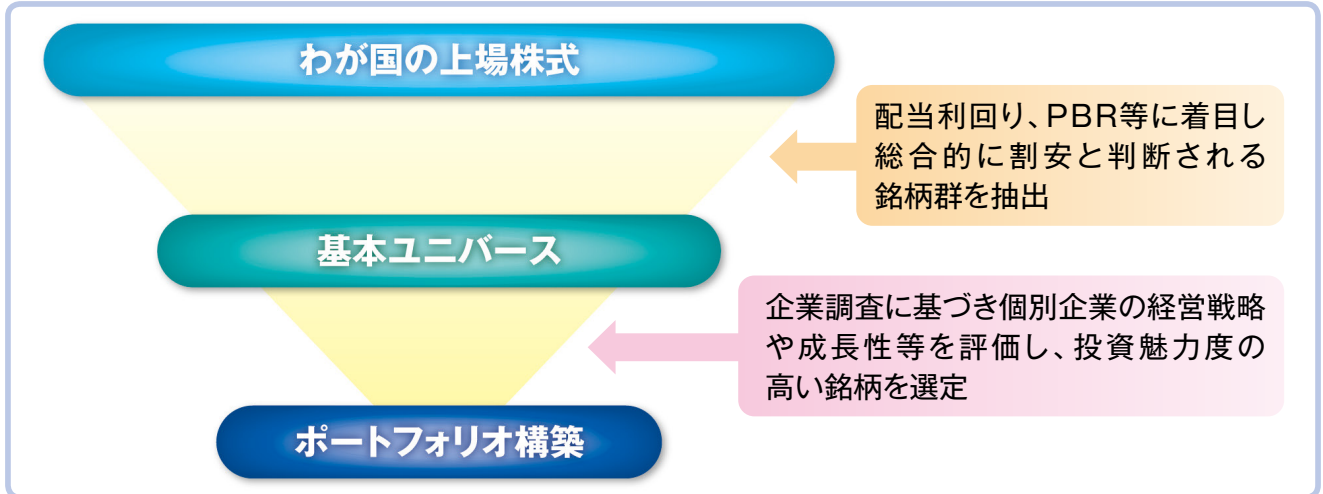 わが国の上場株式
配当利回り、PBR等に着目し
総合的に割安と判断される
銘柄群を抽出
基本ユニバース
企業調査に基づき個別企業の経営戦略
や成長性等を評価し、投資魅力度の
高い銘柄を選定
ポートフォリオ構築